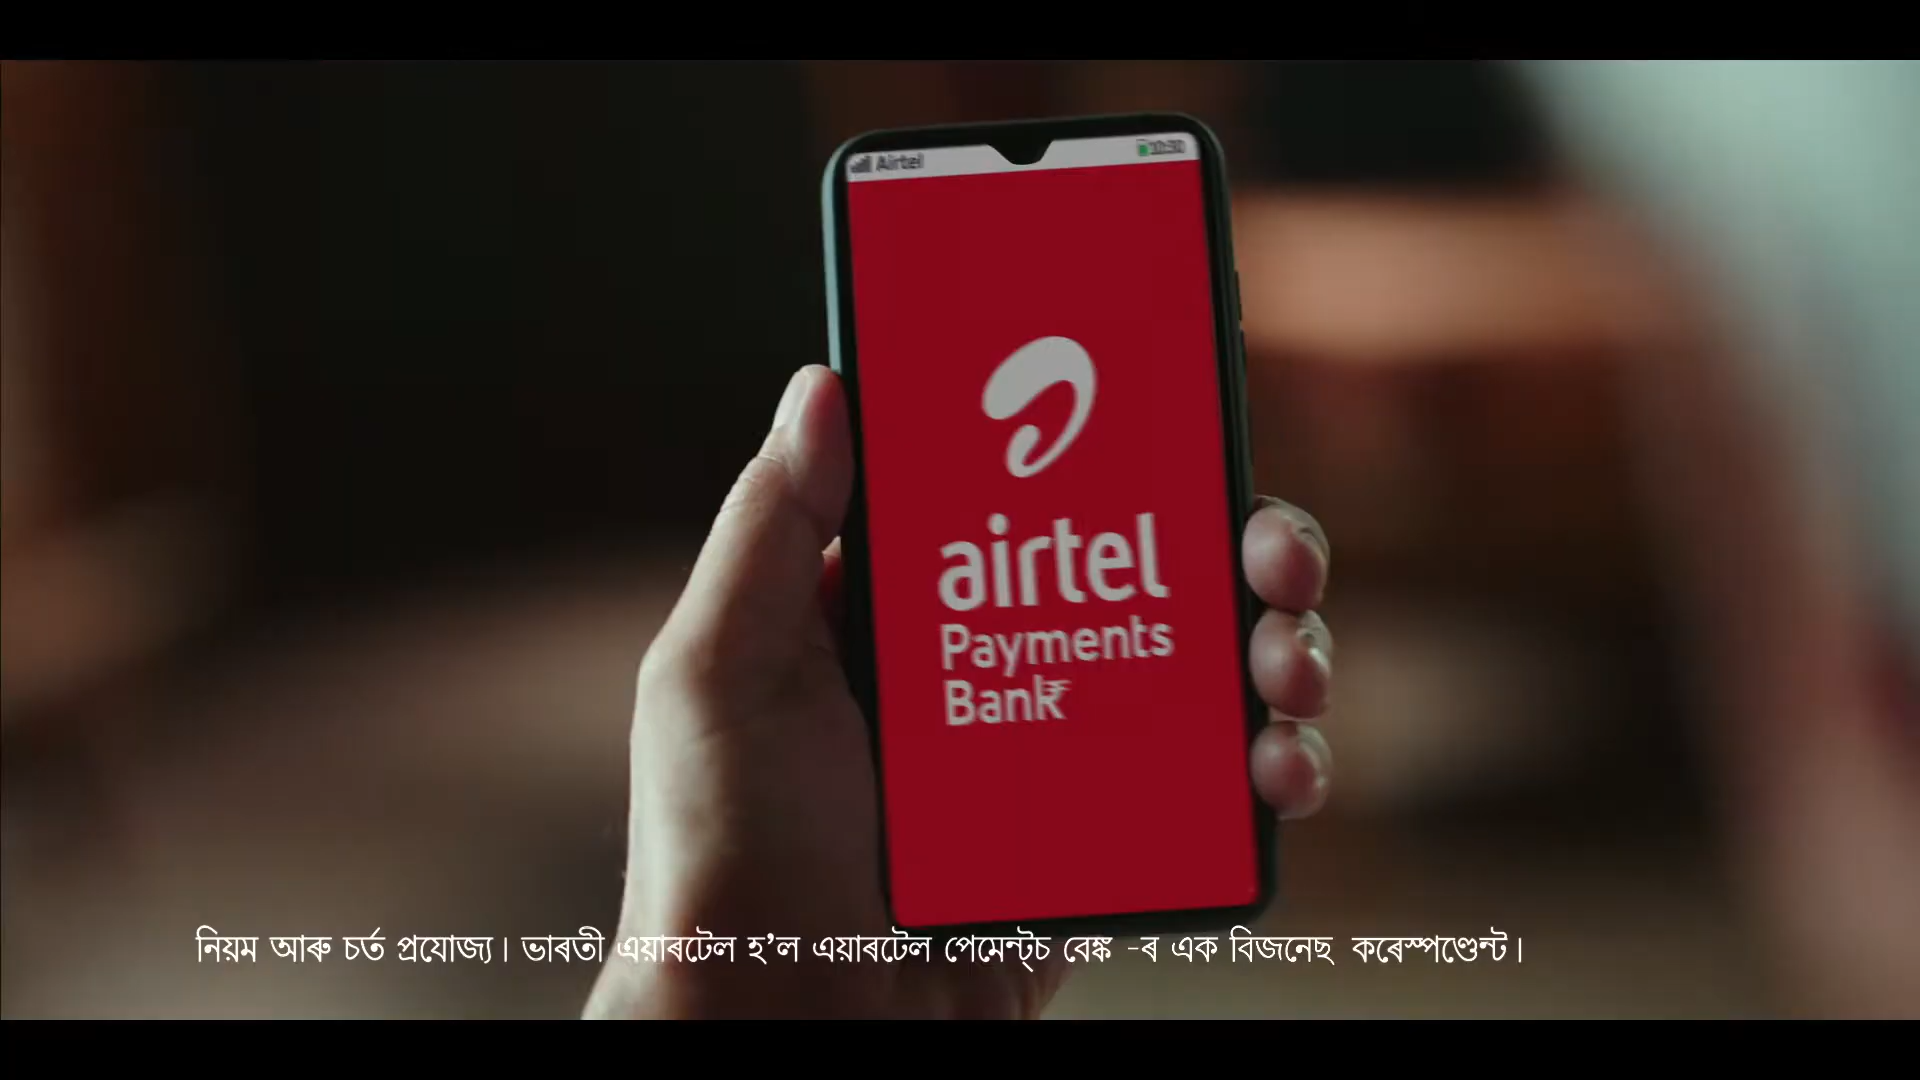 Airtel 10:30
airtel
Payments
Bank
নিয়ম আৰু চৰ্ত প্ৰযোজ্য। ভাৰতী এয়াৰটেল হ’ল এয়াৰটেল পেমেন্ট্চ বেঙ্ক -ৰ এক বিজনেছ কৰেস্পণ্ডেন্ট।